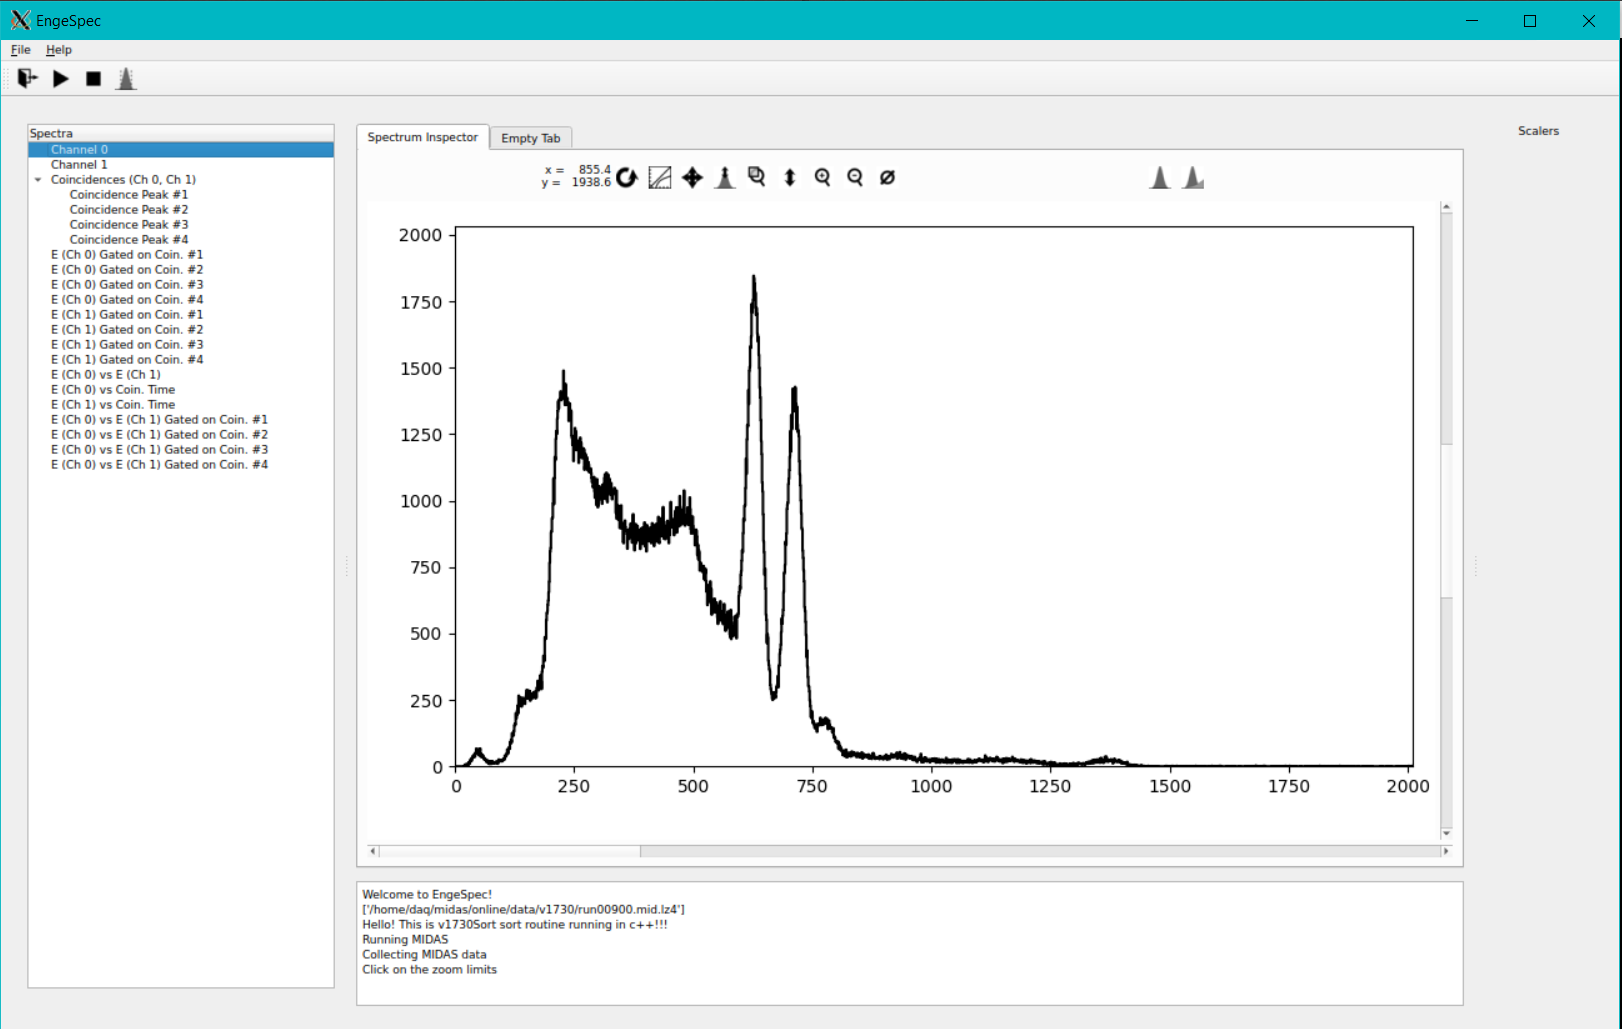 EngeSpec
File Help
Spectra
Channel 0
Channel 1
Coincidences (Ch 0, Ch 1)
Coincidence Peak #1
Coincidence Peak #2
Coincidence Peak #3
Coincidence Peak #4
E (Ch 0) Gated on Coin. #1
E (Ch 0) Gated on Coin. #2
E (Ch 0) Gated on Coin. #3
E (Ch 0) Gated on Coin. #4
E (Ch 1) Gated on Coin. #1
E (Ch 1) Gated on Coin. #2
E (Ch 1) Gated on Coin. #3
E (Ch 1) Gated on Coin. #4
E (Ch 0) vs E (Ch 1)
E (Ch 0) vs Coin. Time
E (Ch 1) vs Coin. Time
E (Ch 0) vs E (Ch 1) Gated on Coin. #1
E (Ch 0) vs E (Ch 1) Gated on Coin. #2
E (Ch 0) vs E (Ch 1) Gated on Coin. #3
E (Ch 0) vs E (Ch 1) Gated on Coin. #4
Spectrum Inspector Empty Tab
x = 855.4
y = 1938.6
2000
1750
1500
1250
1000
750
500
250
0
0 250 500 750 1000 1250 1500 1750 2000
Welcome to EngeSpec!
['/home/daq/midas/online/data/v1730/run00900.mid.lz4']
Hello! This is v1730Sort sort routine running in c++!!!
Running MIDAS
Collecting MIDAS data
Click on the zoom limits
Scalers